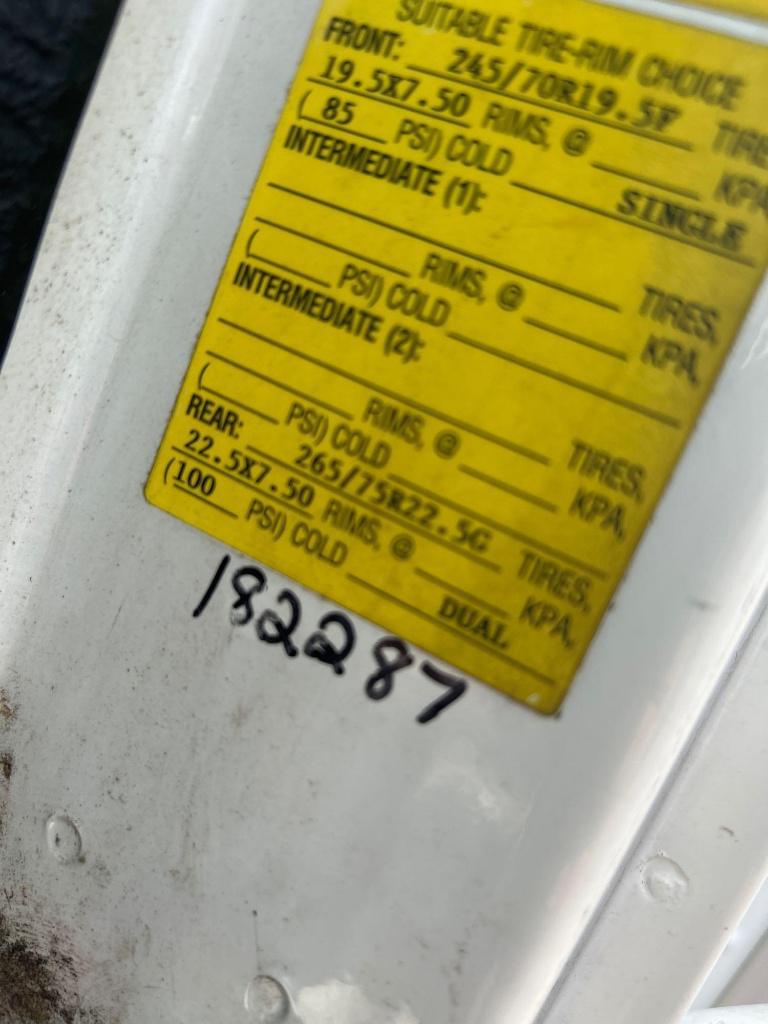 SUITABLE TIRE-RIM CHOICE
FRONT: 245/70R19.5F TIRE
19.5X7.50 RIMS, @ KPA
(85 PSI) COLD SINGLE
INTERMEDIATE (1):
TIRES,
RIMS, @ KPA,
( PSI) COLD
INTERMEDIATE (2):
TIRES,
RIMS, @ KPA,
( PSI) COLD
REAR: 265/75R22.5G TIRES,
22.5X7.50 RIMS, @ KPA,
(100 PSI) COLD DUAL
182287